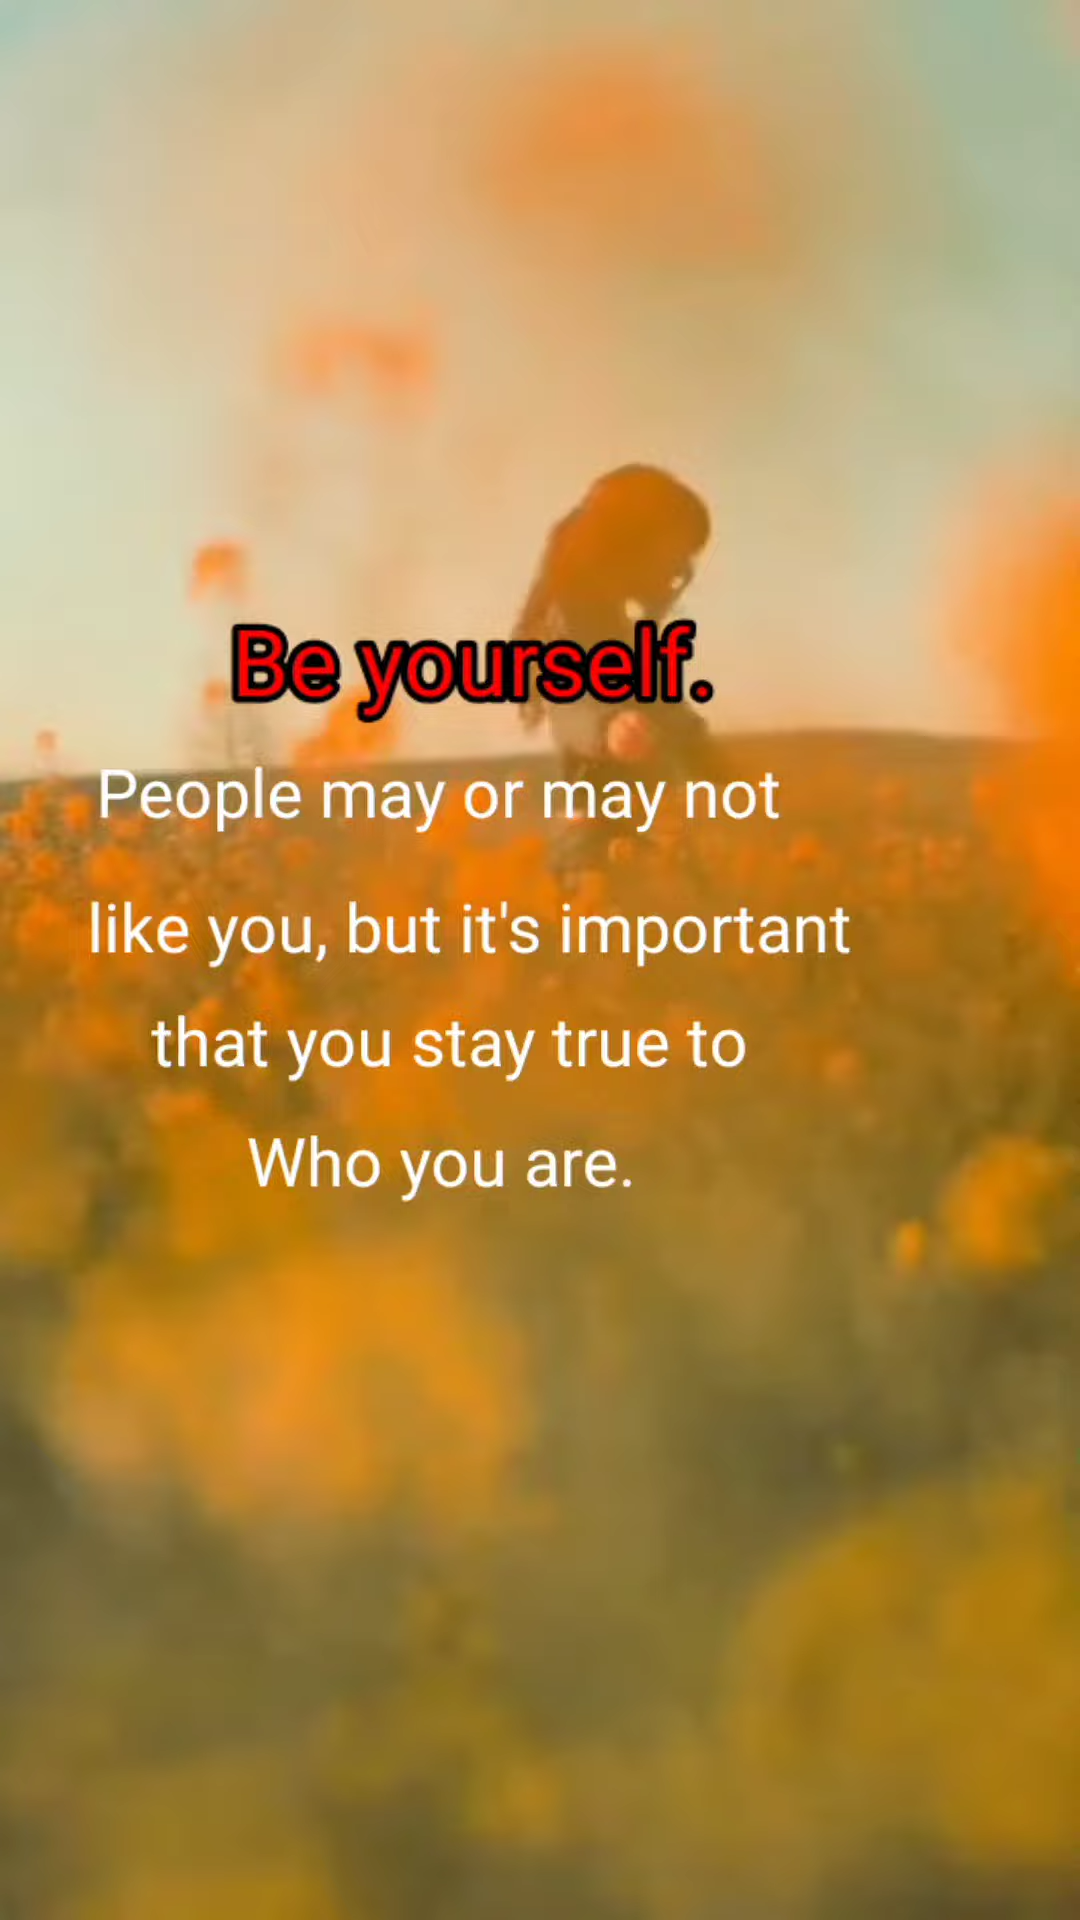 Be yourself.
People may or may not
like you, but it's important
that you stay true to
Who you are.